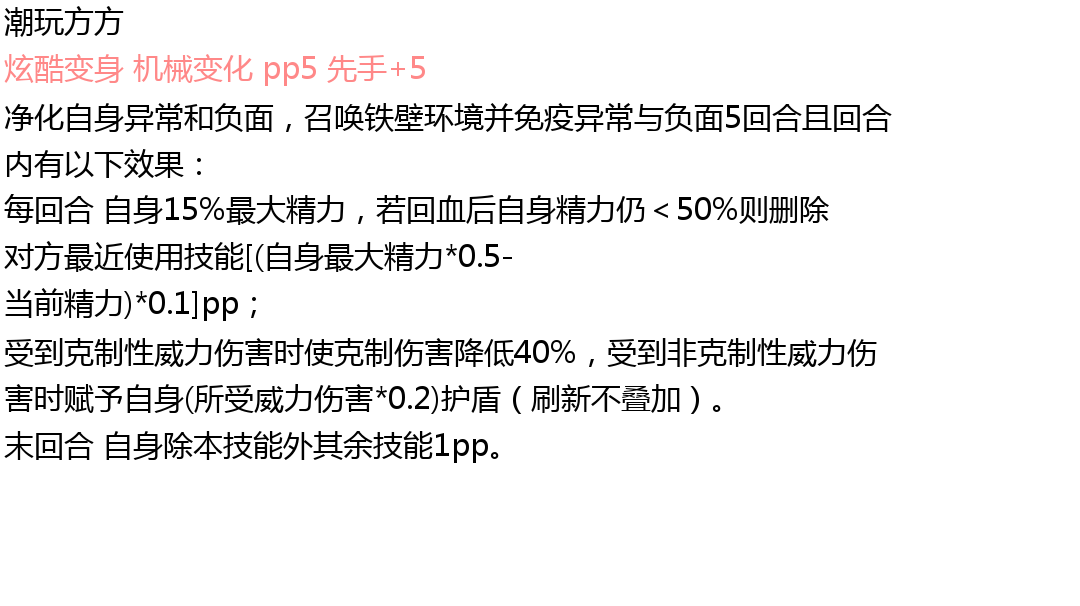 潮玩方方
炫酷变身 机械变化 pp5 先手+5
净化自身异常和负面，召唤铁壁环境并免疫异常与负面5回合且回合
内有以下效果：
每回合 自身15%最大精力，若回血后自身精力仍＜50%则删除
对方最近使用技能[(自身最大精力*0.5-
当前精力)*0.1]pp；
受到克制性威力伤害时使克制伤害降低40%，受到非克制性威力伤
害时赋予自身(所受威力伤害*0.2)护盾（刷新不叠加）。
末回合 自身除本技能外其余技能1pp。